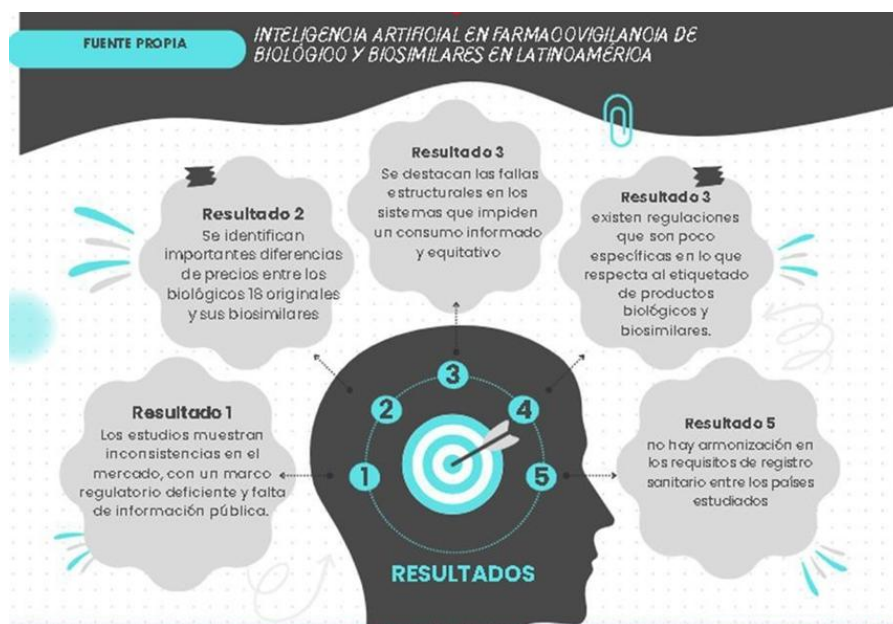 FUENTE PROPIA
INTELIGENCIA ARTIFICIAL EN FARMACOVIGILANCIA DE
BIOLÓGICO Y BIOSIMILARES EN LATINOAMÉRICA
Resultado 1
Los estudios muestran
inconsistencias en el
mercado, con un marco
regulatorio deficiente y falta
de información pública.
Resultado 2
Se identifican
importantes diferencias
de precios entre los
biológicos 18 originales
y sus biosimilares
Resultado 3
Se destacan las fallas
estructurales en los
sistemas que impiden
un consumo informado
y equitativo
Resultado 3
existen regulaciones
que son poco
específicas en lo que
respecta al etiquetado
de productos
biológicos y
biosimilares.
Resultado 5
no hay armonización en
los requisitos de registro
sanitario entre los países
estudiados
1
2
3
4
5
RESULTADOS